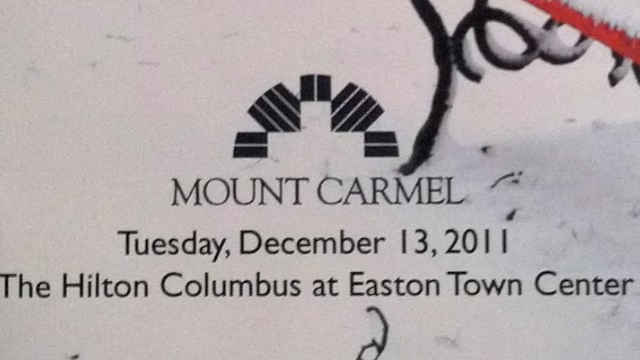 MOUNT CARMEL
Tuesday, December 13, 2011
The Hilton Columbus at Easton Town Center